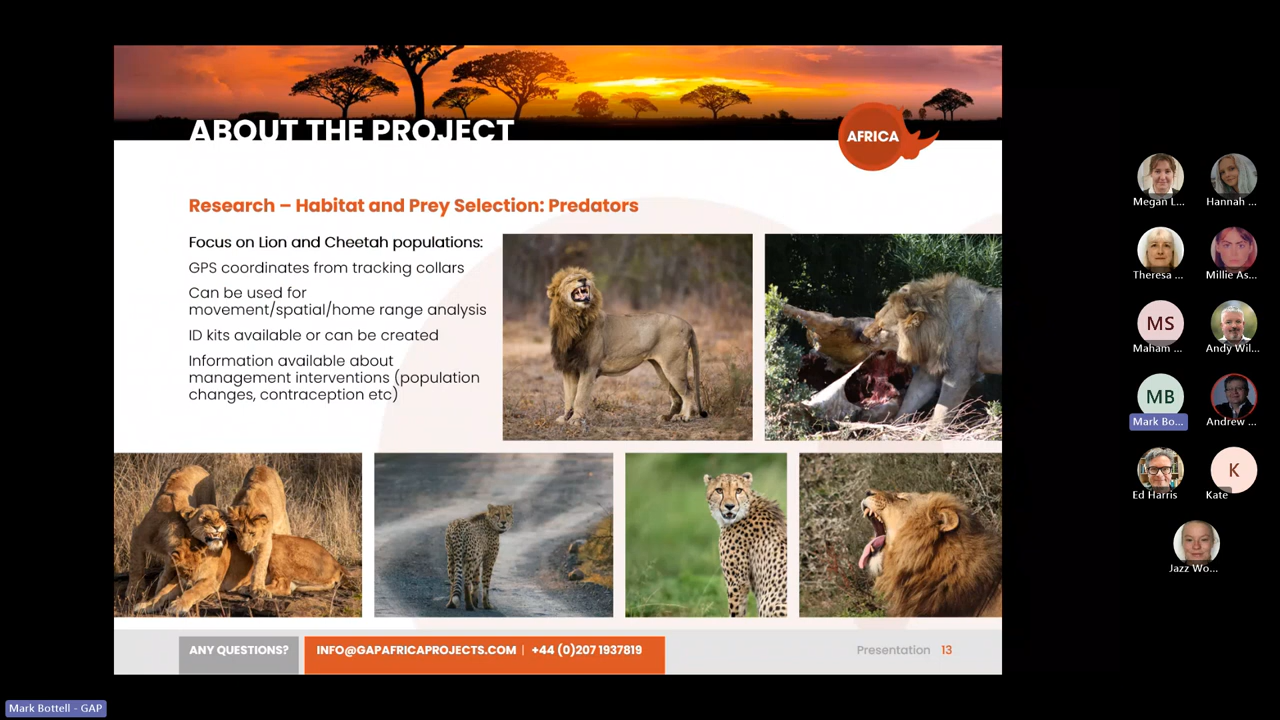 ABOUT THE PROJECT
AFRICA
Research – Habitat and Prey Selection: Predators
Focus on Lion and Cheetah populations:
GPS coordinates from tracking collars
Can be used for
movement/spatial/home range analysis
ID kits available or can be created
Information available about
management interventions (population
changes, contraception etc)
ANY QUESTIONS?
INFO@GAPAFRICAPROJECTS.COM | +44 (0)207 1937819
Presentation 13
Megan L...
Hannah ...
Theresa ...
Millie As...
MS
Maham ...
Andy Wil...
MB
Mark Bo...
Andrew ...
Ed Harris
K
Kate
Jazz Wo...
Mark Bottell - GAP